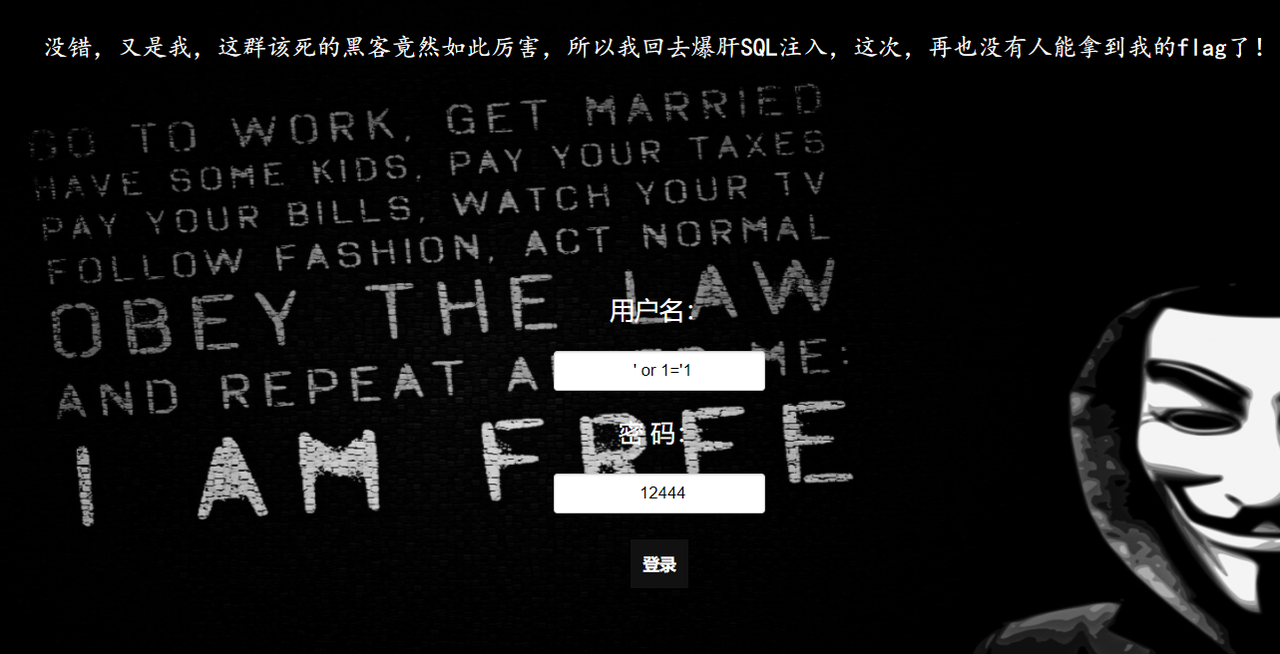 没错，又是我，这群该死的黑客竟然如此厉害，所以我回去爆肝SQL注入，这次，再也没有人能拿到我的flag了！
GO TO WORK, GET MARRIED
HAVE SOME KIDS, PAY YOUR TAXES
PAY YOUR BILLS, WATCH YOUR TV
FOLLOW FASHION, ACT NORMAL
OBEY THE LAW
AND REPEAT AFTER ME:
I AM FREE
用户名：
' or 1='1
密 码：
12444
登录